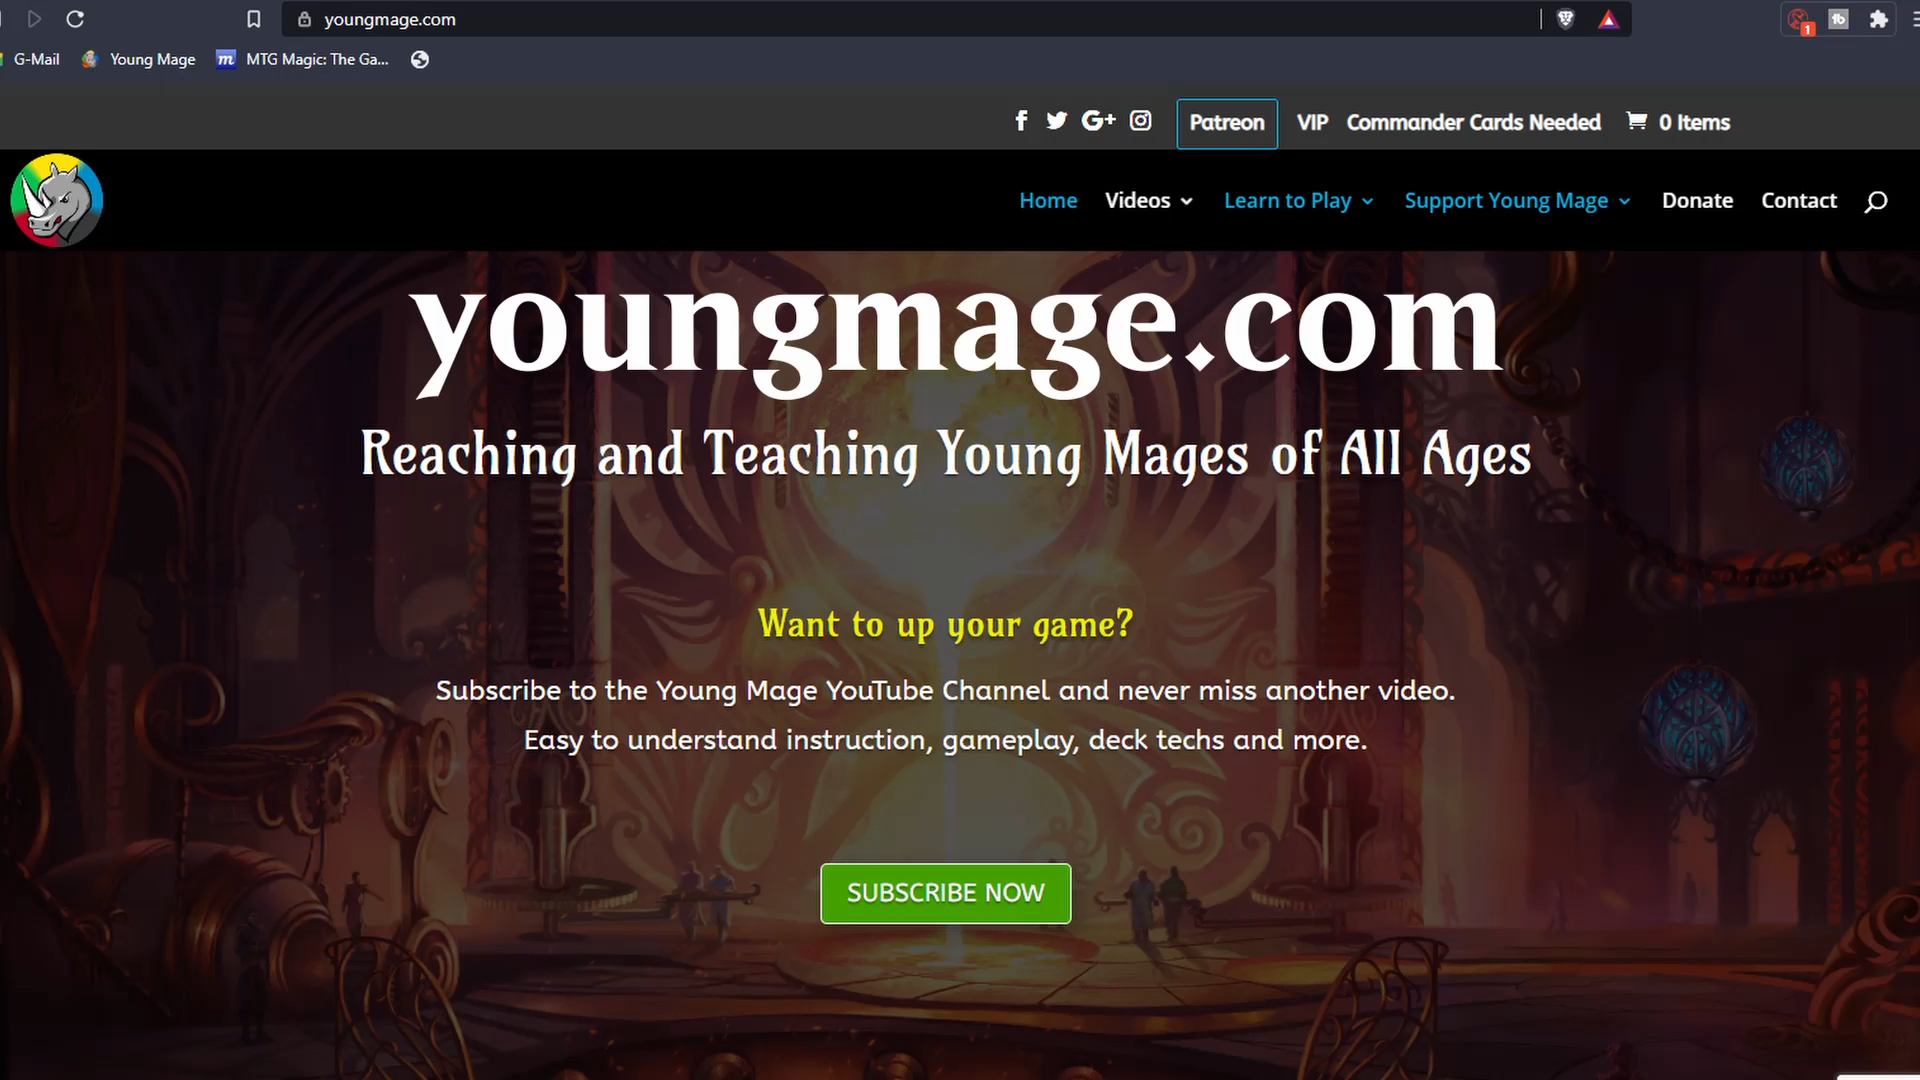 youngmage.com
G-Mail
Young Mage
m MTG Magic: The Ga...
f G+ Patreon VIP Commander Cards Needed 0 Items
Home Videos Learn to Play Support Young Mage Donate Contact
youngmage.com
Reaching and Teaching Young Mages of All Ages
Want to up your game?
Subscribe to the Young Mage YouTube Channel and never miss another video.
Easy to understand instruction, gameplay, deck techs and more.
SUBSCRIBE NOW
1
tb